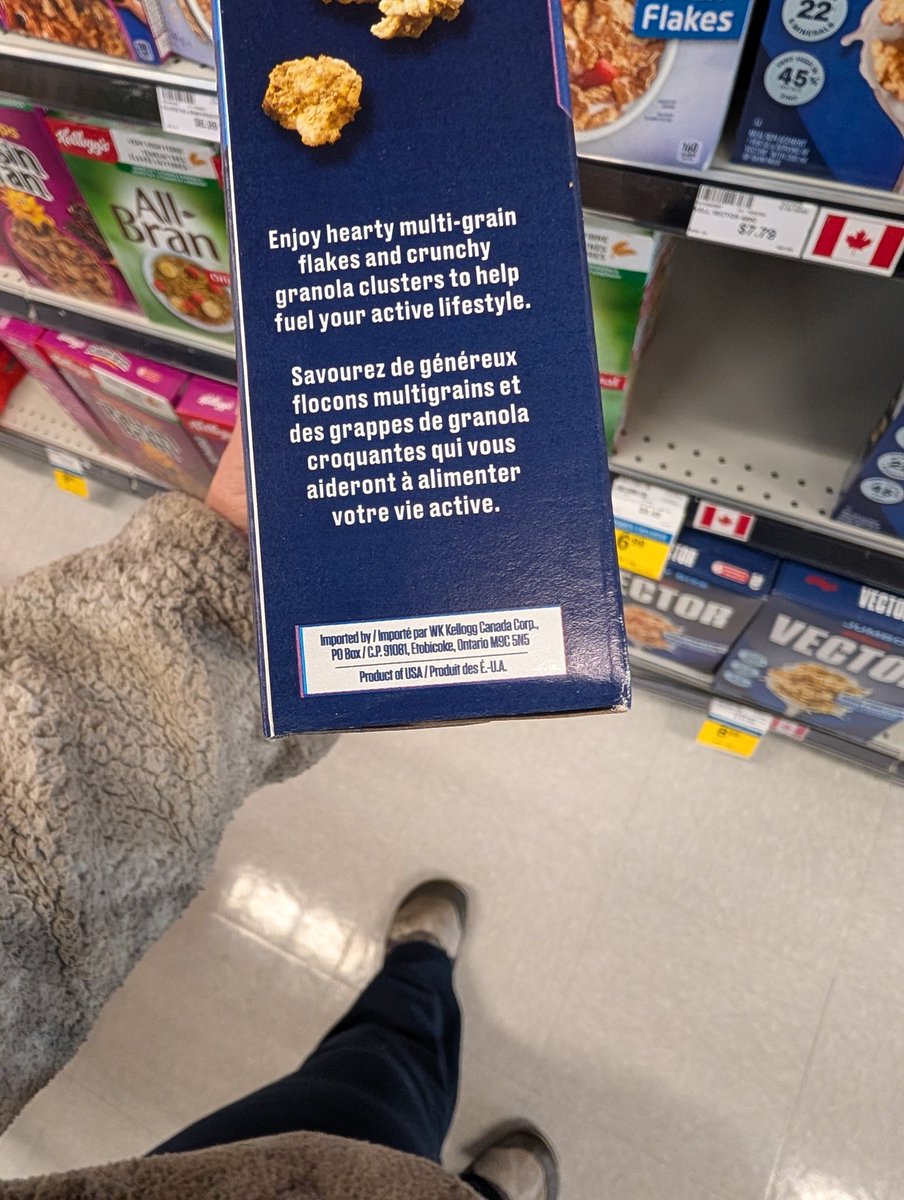 Enjoy hearty multi-grain
flakes and crunchy
granola clusters to help
fuel your active lifestyle.
Savourez de généreux
flocons multigrains et
des grappes de granola
croquantes qui vous
aideront à alimenter
votre vie active.
Imported by / Importé par WK Kellogg Canada Corp.,
PO Box / C.P. 91081, Etobicoke, Ontario M9C 5N5
Product of USA / Produit des É.-U.A.
Flakes
22
45
Kellogg's
All-
Bran
$7.79
VECTOR